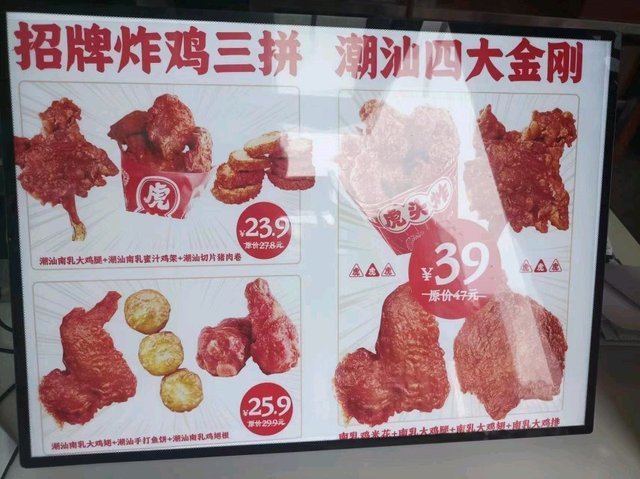 招牌炸鸡三拼
虎
¥23.9
原价27.8元
潮汕南乳大鸡腿+潮汕南乳蜜汁鸡架+潮汕切片猪肉卷
¥25.9
原价29.9元
潮汕南乳大鸡翅+潮汕手打鱼饼+潮汕南乳鸡翅根
潮汕四大金刚
虎头炸
¥39
原价47元
南乳鸡米花+南乳大鸡腿+南乳大鸡翅+南乳大鸡排